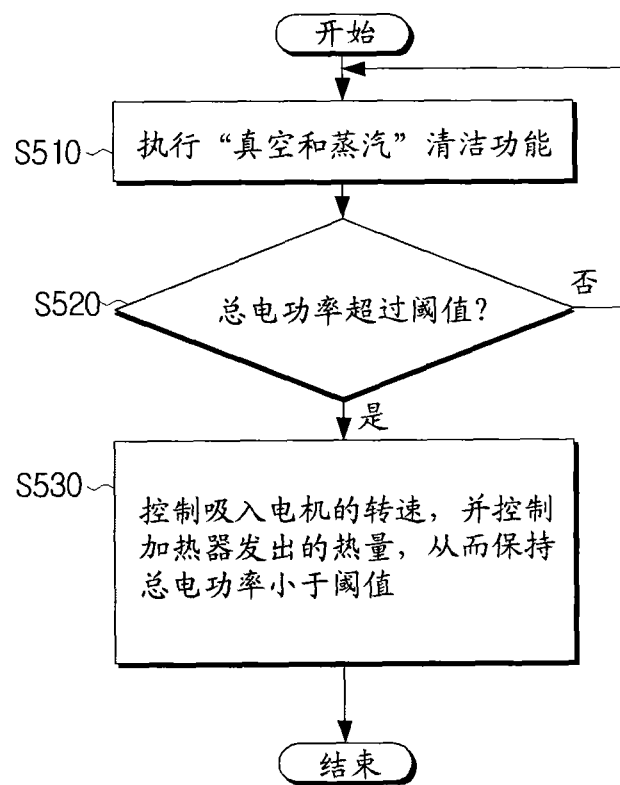 开始
S510
执行“真空和蒸汽”清洁功能
S520
总电功率超过阈值?
否
是
S530
控制吸入电机的转速，并控制
加热器发出的热量，从而保持
总电功率小于阈值
结束